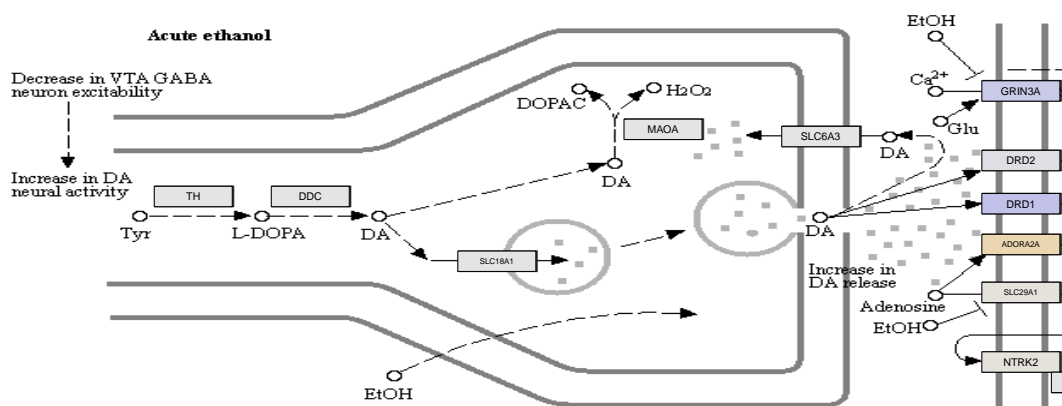 Acute ethanol
EtOH
Decrease in VTA GABA
neuron excitability
Ca2+
GRIN3A
DOPAC
H2O2
Glu
MAOA
SLC6A3
DA
DRD2
Increase in DA
neural activity
DA
TH
DDC
DRD1
Tyr
L-DOPA
DA
DA
ADORA2A
SLC18A1
Increase in
DA release
SLC29A1
Adenosine
EtOH
NTRK2
EtOH